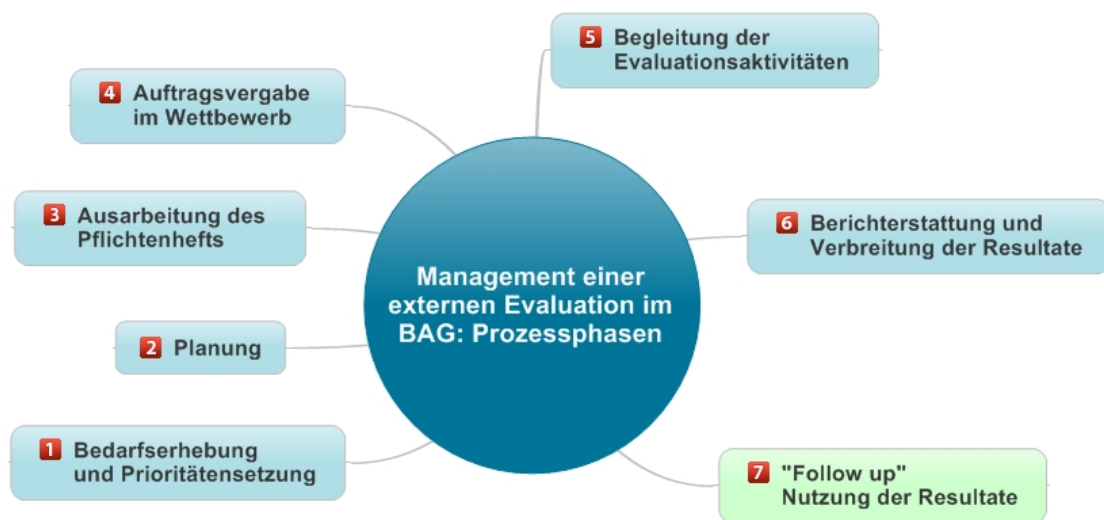 5 Begleitung der
Evaluationsaktivitäten
4 Auftragsvergabe
im Wettbewerb
3 Ausarbeitung des
Pflichtenhefts
6 Berichterstattung und
Verbreitung der Resultate
Management einer
externen Evaluation im
BAG: Prozessphasen
2 Planung
1 Bedarfserhebung
und Prioritätensetzung
7 "Follow up"
Nutzung der Resultate